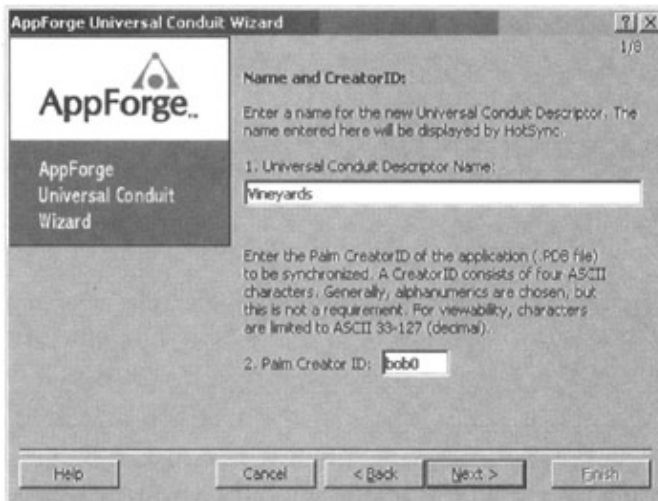 AppForge Universal Conduit Wizard
1/8
AppForge™
AppForge
Universal Conduit
Wizard
Name and CreatorID:
Enter a name for the new Universal Conduit Descriptor. The
name entered here will be displayed by HotSync.
1. Universal Conduit Descriptor Name:
Vineyards
Enter the Palm CreatorID of the application (.PDB file)
to be synchronized. A CreatorID consists of four ASCII
characters. Generally, alphanumerics are chosen, but
this is not a requirement. For viewability, characters
are limited to ASCII 33-127 (decimal).
2. Palm Creator ID: bob0
Help Cancel < Back Next > Finish